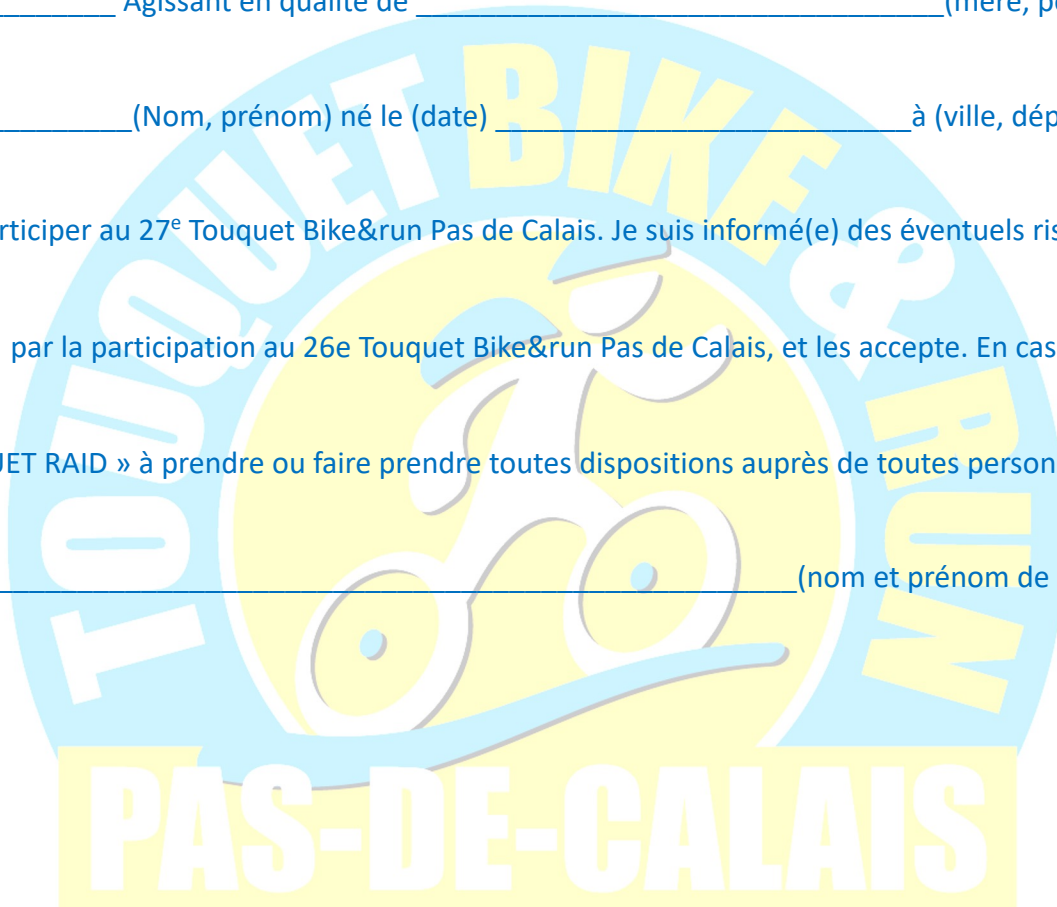 ________ Agissant en qualité de _________________________________(mère, pè
_________(Nom, prénom) né le (date) __________________________à (ville, dép
rticiper au 27e Touquet Bike&run Pas de Calais. Je suis informé(e) des éventuels ris
par la participation au 26e Touquet Bike&run Pas de Calais, et les accepte. En cas
JET RAID » à prendre ou faire prendre toutes dispositions auprès de toutes person
__________________________________________________(nom et prénom de
TOUQUET BIKE & RUN
PAS-DE-CALAIS